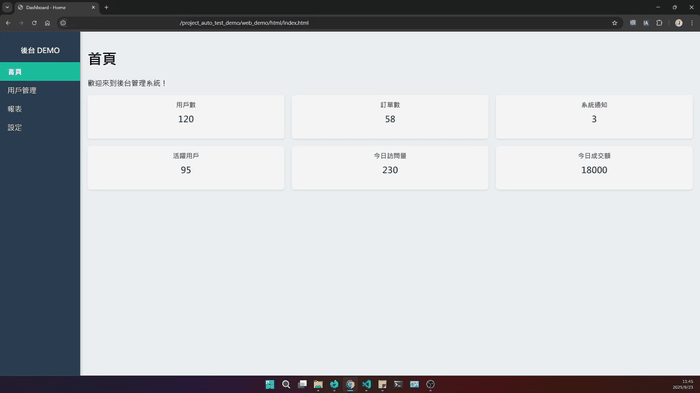 Dashboard - Home
/project_auto_test_demo/web_demo/html/index.html
後台 DEMO
首頁
用戶管理
報表
設定
首頁
歡迎來到後台管理系統！
用戶數
120
訂單數
58
系統通知
3
活躍用戶
95
今日訪問量
230
今日成交額
18000
11:43
2025/9/25